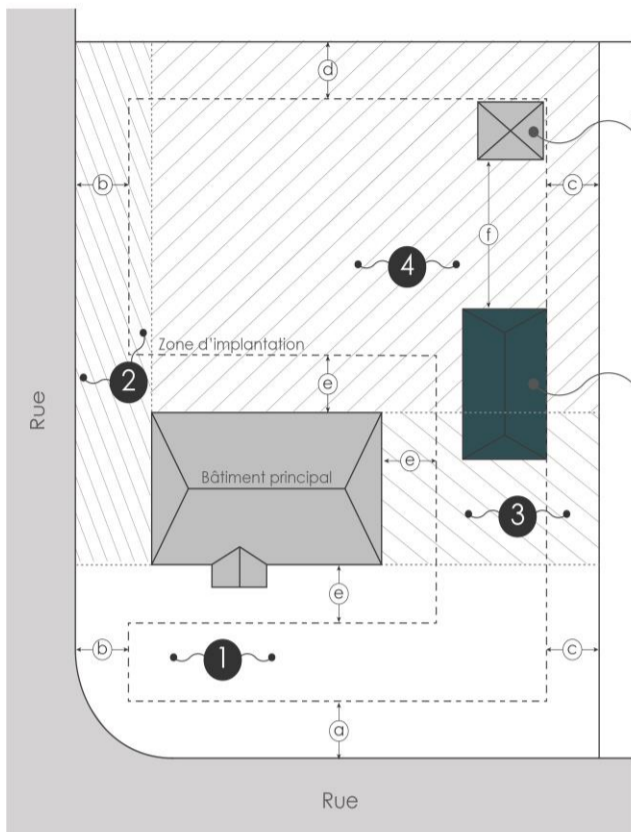 d
b
c
f
4
Zone d'implantation
e
2
Rue
Bâtiment principal
e
3
e
b
1
c
a
Rue